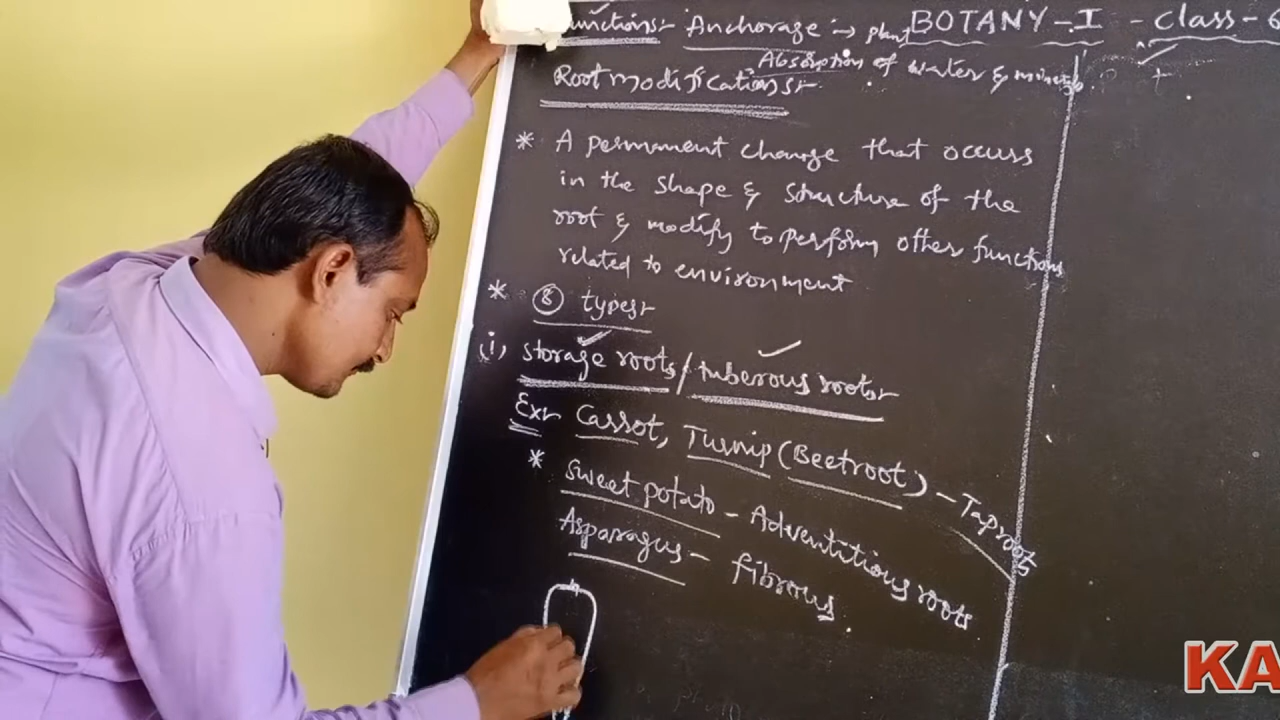 Functions:- Anchorage → plant BOTANY-I - Class-6
Absorption of water & minerals
Root modifications:-
* A permanent change that occurs
in the shape & structure of the
root & modify to perform other functions
related to environment
* 8 types:-
(i) storage roots/tuberous roots:-
Ex:- Carrot, Turnip (Beetroot) - Taproots
* Sweet potato - Adventitious roots
Asparagus - fibrous
KA